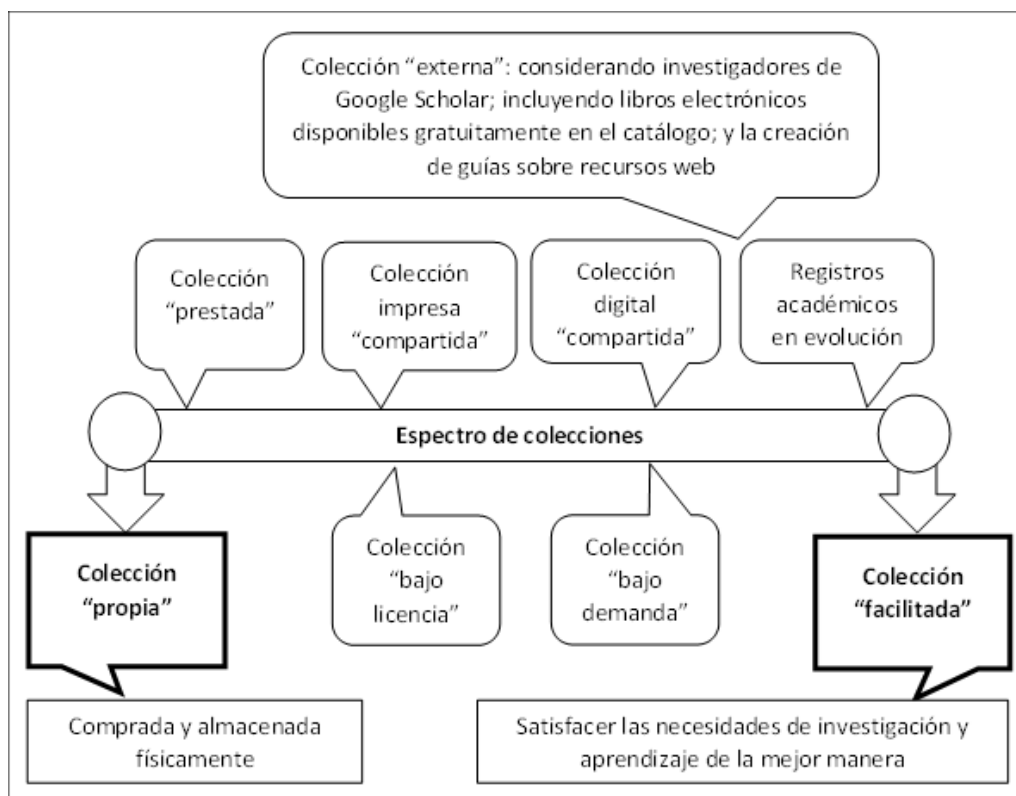 Colección “externa”: considerando investigadores de
Google Scholar; incluyendo libros electrónicos
disponibles gratuitamente en el catálogo; y la creación
de guías sobre recursos web
Colección
“prestada”
Colección
impresa
“compartida”
Colección
digital
“compartida”
Registros
académicos
en evolución
Espectro de colecciones
Colección
“propia”
Colección
“bajo
licencia”
Colección
“bajo
demanda”
Colección
“facilitada”
Comprada y almacenada
físicamente
Satisfacer las necesidades de investigación y
aprendizaje de la mejor manera